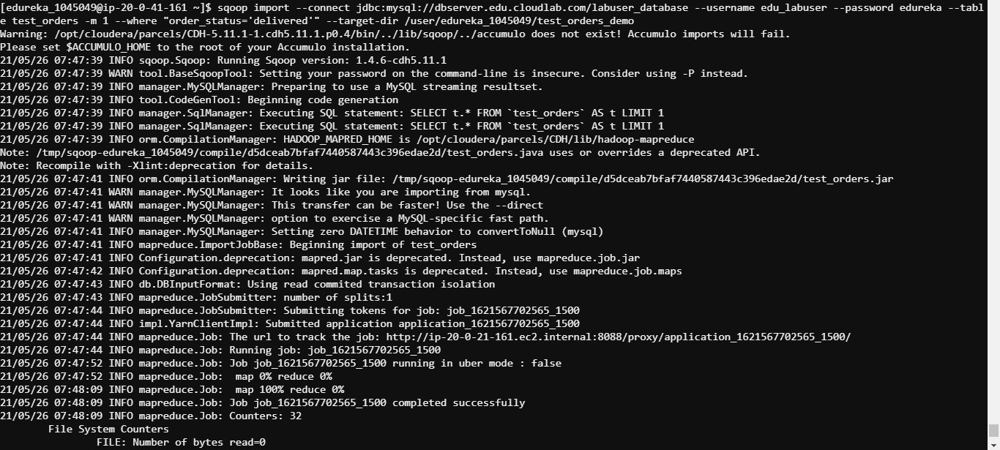 [edureka_1045049@ip-20-0-41-161 ~]$ sqoop import --connect jdbc:mysql://dbserver.edu.cloudlab.com/labuser_database --username edu_labuser --password edureka --tabl
e test_orders -m 1 --where "order_status='delivered'" --target-dir /user/edureka_1045049/test_orders_demo
Warning: /opt/cloudera/parcels/CDH-5.11.1-1.cdh5.11.1.p0.4/bin/../lib/sqoop/../accumulo does not exist! Accumulo imports will fail.
Please set $ACCUMULO_HOME to the root of your Accumulo installation.
21/05/26 07:47:39 INFO sqoop.Sqoop: Running Sqoop version: 1.4.6-cdh5.11.1
21/05/26 07:47:39 WARN tool.BaseSqoopTool: Setting your password on the command-line is insecure. Consider using -P instead.
21/05/26 07:47:39 INFO manager.MySQLManager: Preparing to use a MySQL streaming resultset.
21/05/26 07:47:39 INFO tool.CodeGenTool: Beginning code generation
21/05/26 07:47:39 INFO manager.SqlManager: Executing SQL statement: SELECT t.* FROM `test_orders` AS t LIMIT 1
21/05/26 07:47:39 INFO manager.SqlManager: Executing SQL statement: SELECT t.* FROM `test_orders` AS t LIMIT 1
21/05/26 07:47:39 INFO orm.CompilationManager: HADOOP_MAPRED_HOME is /opt/cloudera/parcels/CDH/lib/hadoop-mapreduce
Note: /tmp/sqoop-edureka_1045049/compile/d5dceab7bfaf7440587443c396edae2d/test_orders.java uses or overrides a deprecated API.
Note: Recompile with -Xlint:deprecation for details.
21/05/26 07:47:41 INFO orm.CompilationManager: Writing jar file: /tmp/sqoop-edureka_1045049/compile/d5dceab7bfaf7440587443c396edae2d/test_orders.jar
21/05/26 07:47:41 WARN manager.MySQLManager: It looks like you are importing from mysql.
21/05/26 07:47:41 WARN manager.MySQLManager: This transfer can be faster! Use the --direct
21/05/26 07:47:41 WARN manager.MySQLManager: option to exercise a MySQL-specific fast path.
21/05/26 07:47:41 INFO manager.MySQLManager: Setting zero DATETIME behavior to convertToNull (mysql)
21/05/26 07:47:41 INFO mapreduce.ImportJobBase: Beginning import of test_orders
21/05/26 07:47:41 INFO Configuration.deprecation: mapred.jar is deprecated. Instead, use mapreduce.job.jar
21/05/26 07:47:42 INFO Configuration.deprecation: mapred.map.tasks is deprecated. Instead, use mapreduce.job.maps
21/05/26 07:47:43 INFO db.DBInputFormat: Using read commited transaction isolation
21/05/26 07:47:43 INFO mapreduce.JobSubmitter: number of splits:1
21/05/26 07:47:44 INFO mapreduce.JobSubmitter: Submitting tokens for job: job_1621567702565_1500
21/05/26 07:47:44 INFO impl.YarnClientImpl: Submitted application application_1621567702565_1500
21/05/26 07:47:44 INFO mapreduce.Job: The url to track the job: http://ip-20-0-21-161.ec2.internal:8088/proxy/application_1621567702565_1500/
21/05/26 07:47:44 INFO mapreduce.Job: Running job: job_1621567702565_1500
21/05/26 07:47:52 INFO mapreduce.Job: Job job_1621567702565_1500 running in uber mode : false
21/05/26 07:47:52 INFO mapreduce.Job:  map 0% reduce 0%
21/05/26 07:48:09 INFO mapreduce.Job:  map 100% reduce 0%
21/05/26 07:48:09 INFO mapreduce.Job: Job job_1621567702565_1500 completed successfully
21/05/26 07:48:09 INFO mapreduce.Job: Counters: 32
File System Counters
FILE: Number of bytes read=0